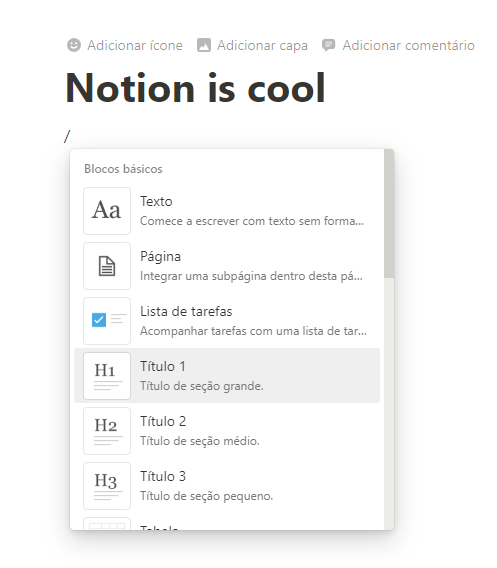 Adicionar ícone Adicionar capa Adicionar comentário
Notion is cool
/
Blocos básicos
Aa
Texto
Comece a escrever com texto sem forma...
Página
Integrar uma subpágina dentro desta pá...
Lista de tarefas
Acompanhar tarefas com uma lista de tar...
H1
Título 1
Título de seção grande.
H2
Título 2
Título de seção médio.
H3
Título 3
Título de seção pequeno.